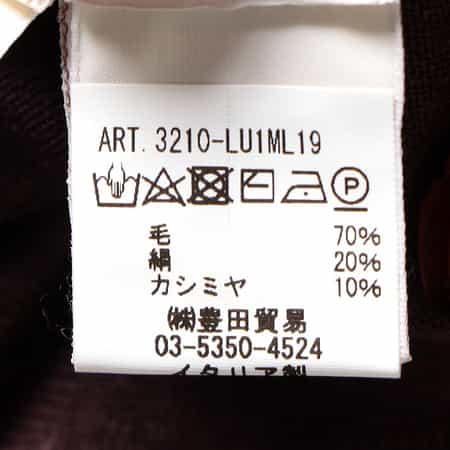 ART. 3210-LU1ML19
P
毛 70%
絹 20%
カシミヤ 10%
㈱豊田貿易
03-5350-4524
イタリア製